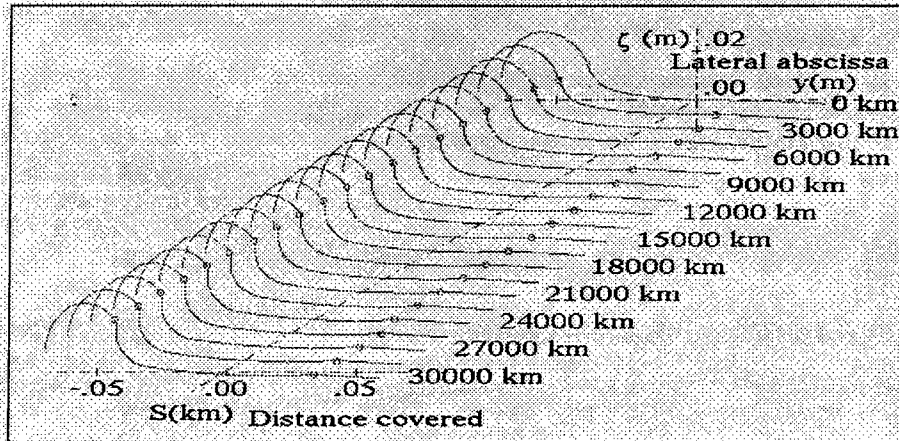 ζ (m) .02
Lateral abscissa
.00 y(m)
0 km
3000 km
6000 km
9000 km
12000 km
15000 km
18000 km
21000 km
24000 km
27000 km
30000 km
-.05 .00 .05
S(km) Distance covered